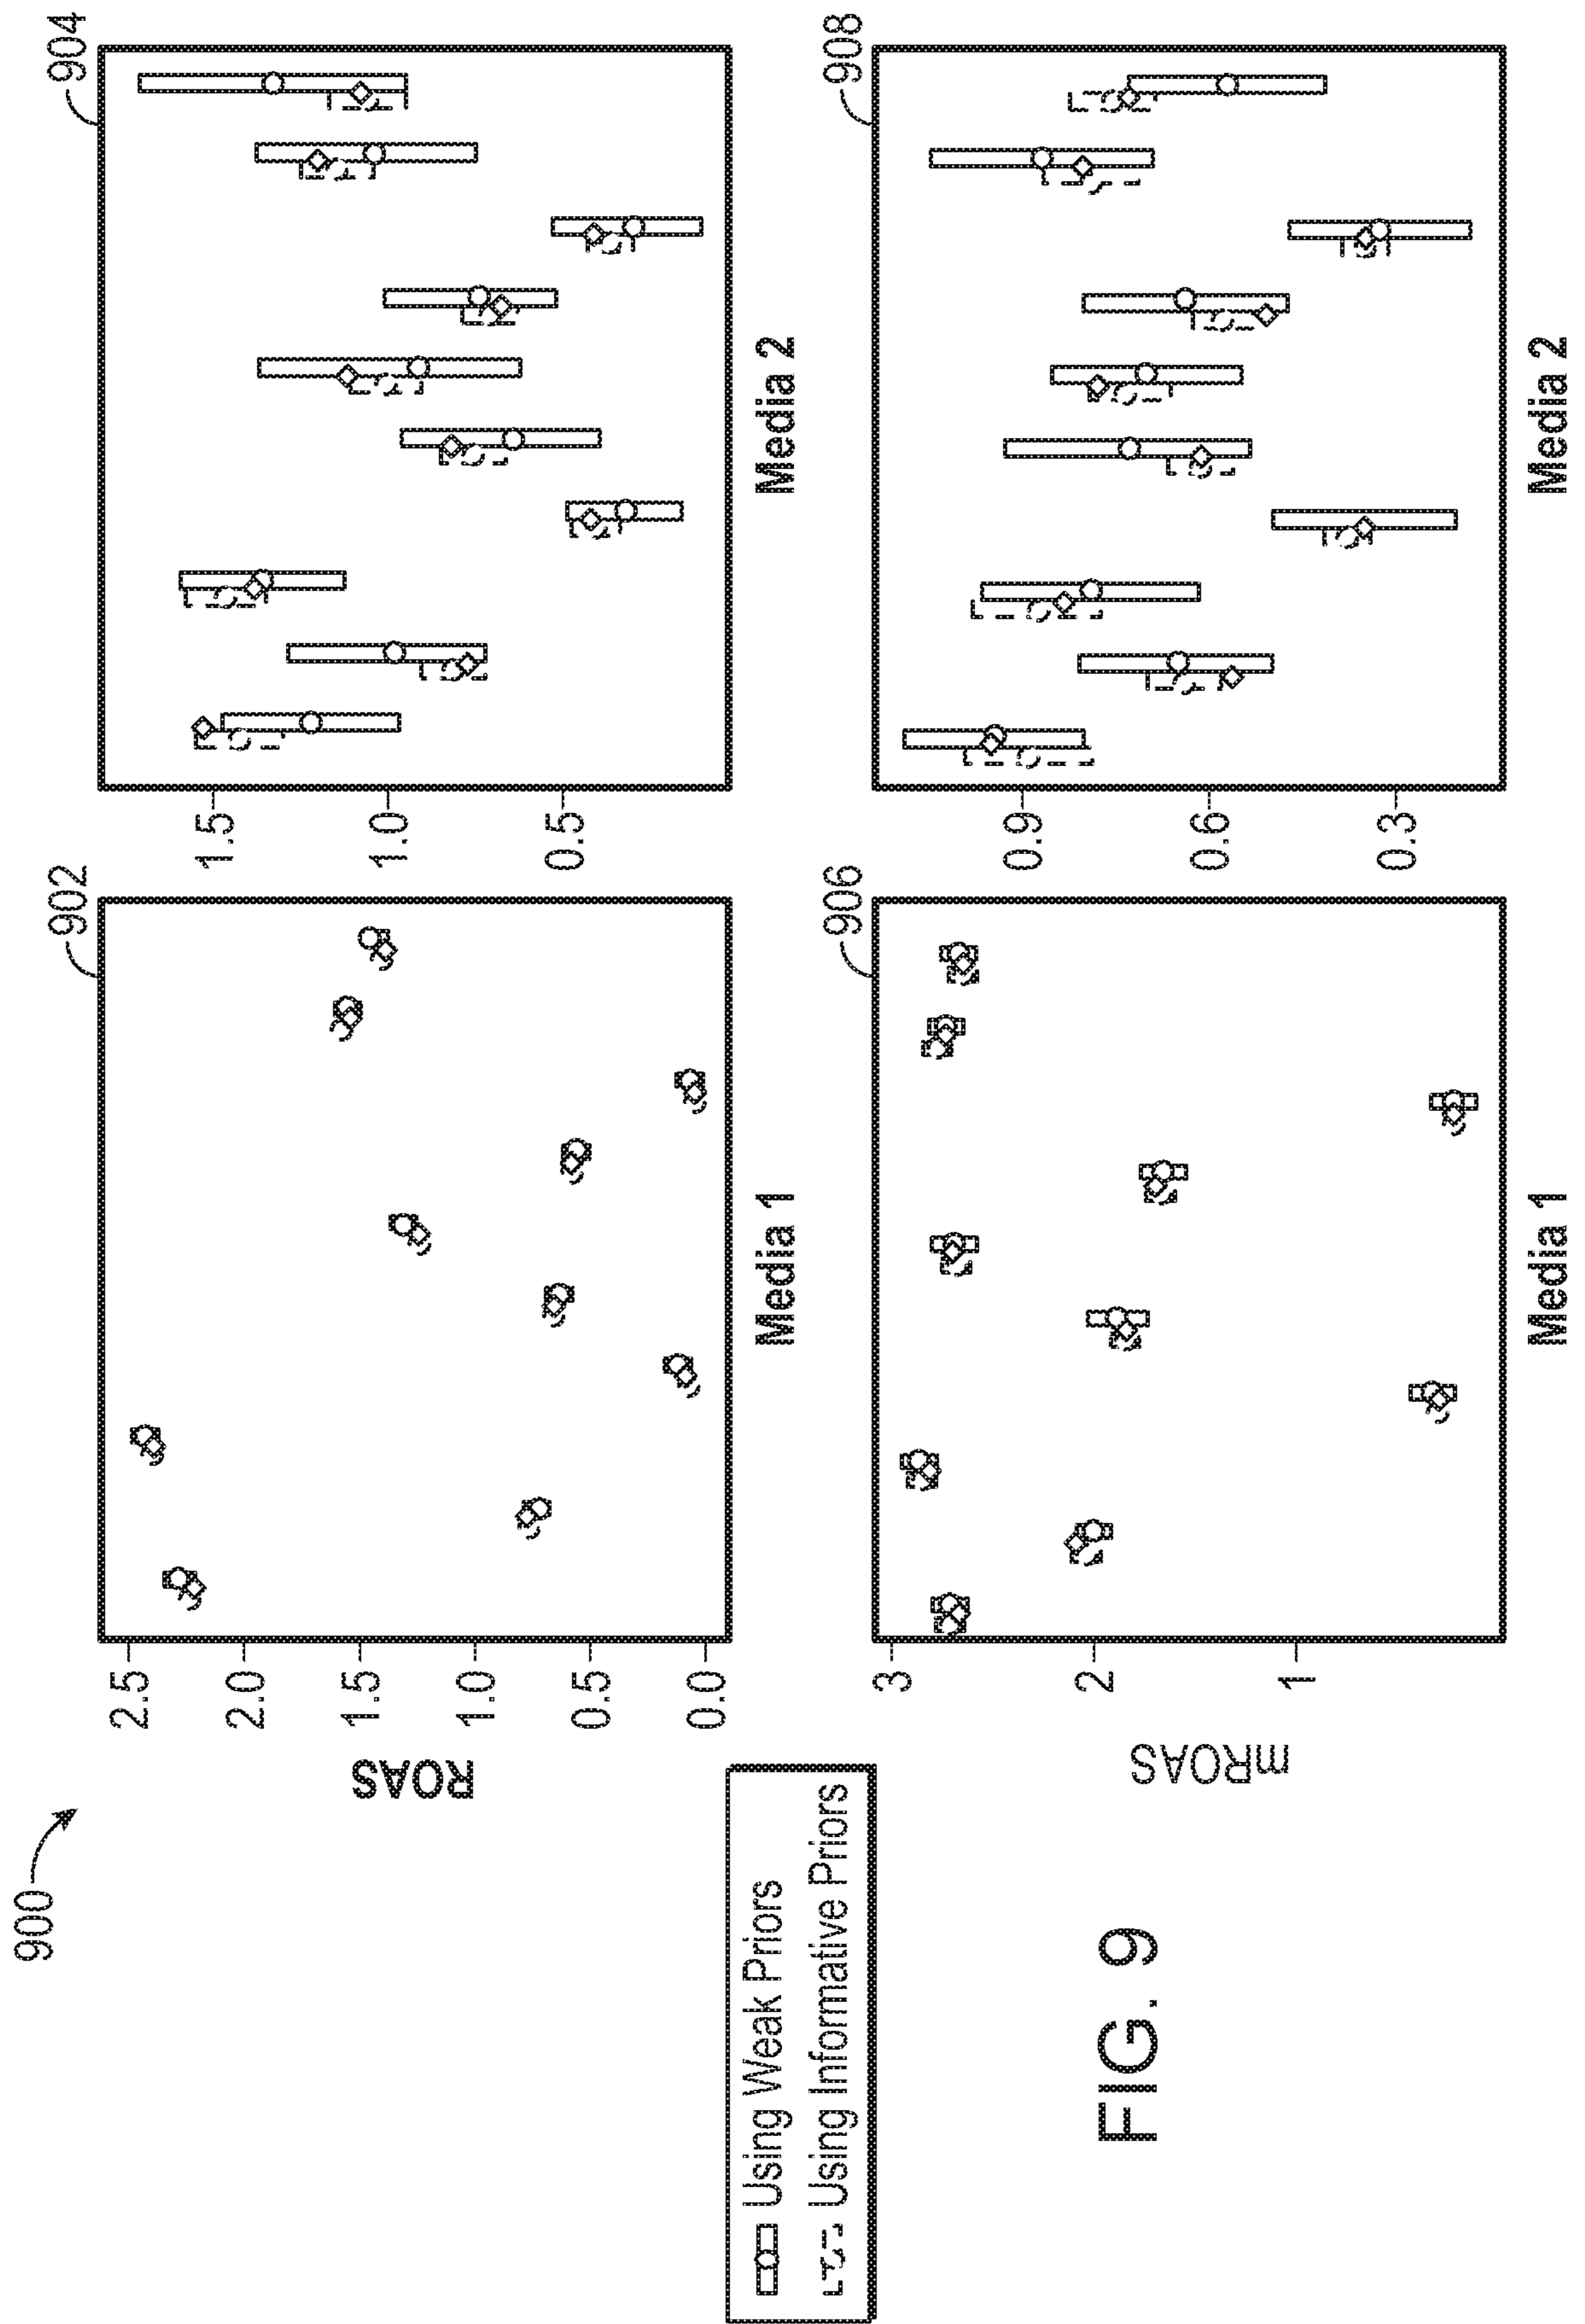 900
902
904
ROAS
2.5
2.0
1.5
1.0
0.5
0.0
1.5
1.0
0.5
Media 1
Media 2
Using Weak Priors
Using Informative Priors
906
908
mROAS
3
2
1
0.9
0.6
0.3
Media 1
Media 2
FIG. 9